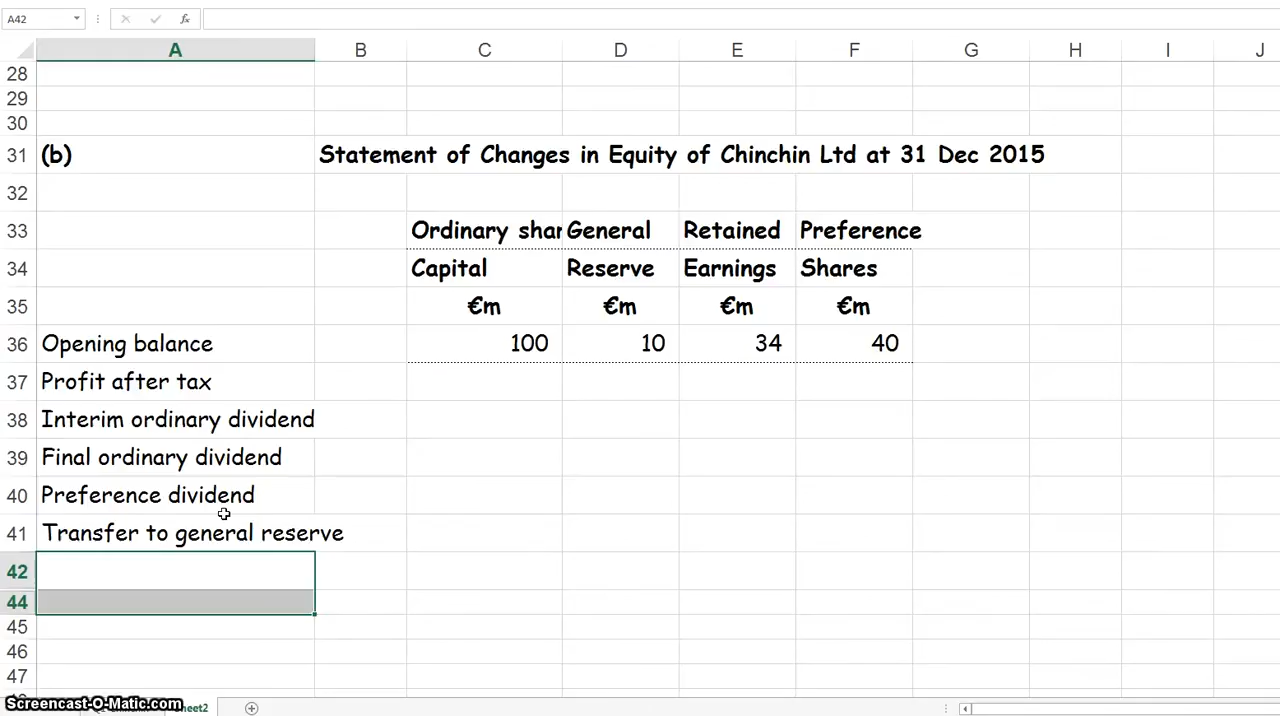 A42
fx
A B C D E F G H I J
28
29
30
31 (b) Statement of Changes in Equity of Chinchin Ltd at 31 Dec 2015
32
33 Ordinary shar General Retained Preference
34 Capital Reserve Earnings Shares
35 €m €m €m €m
36 Opening balance 100 10 34 40
37 Profit after tax
38 Interim ordinary dividend
39 Final ordinary dividend
40 Preference dividend
41 Transfer to general reserve
42
44
45
46
47
Screencast-O-Matic.com heet2